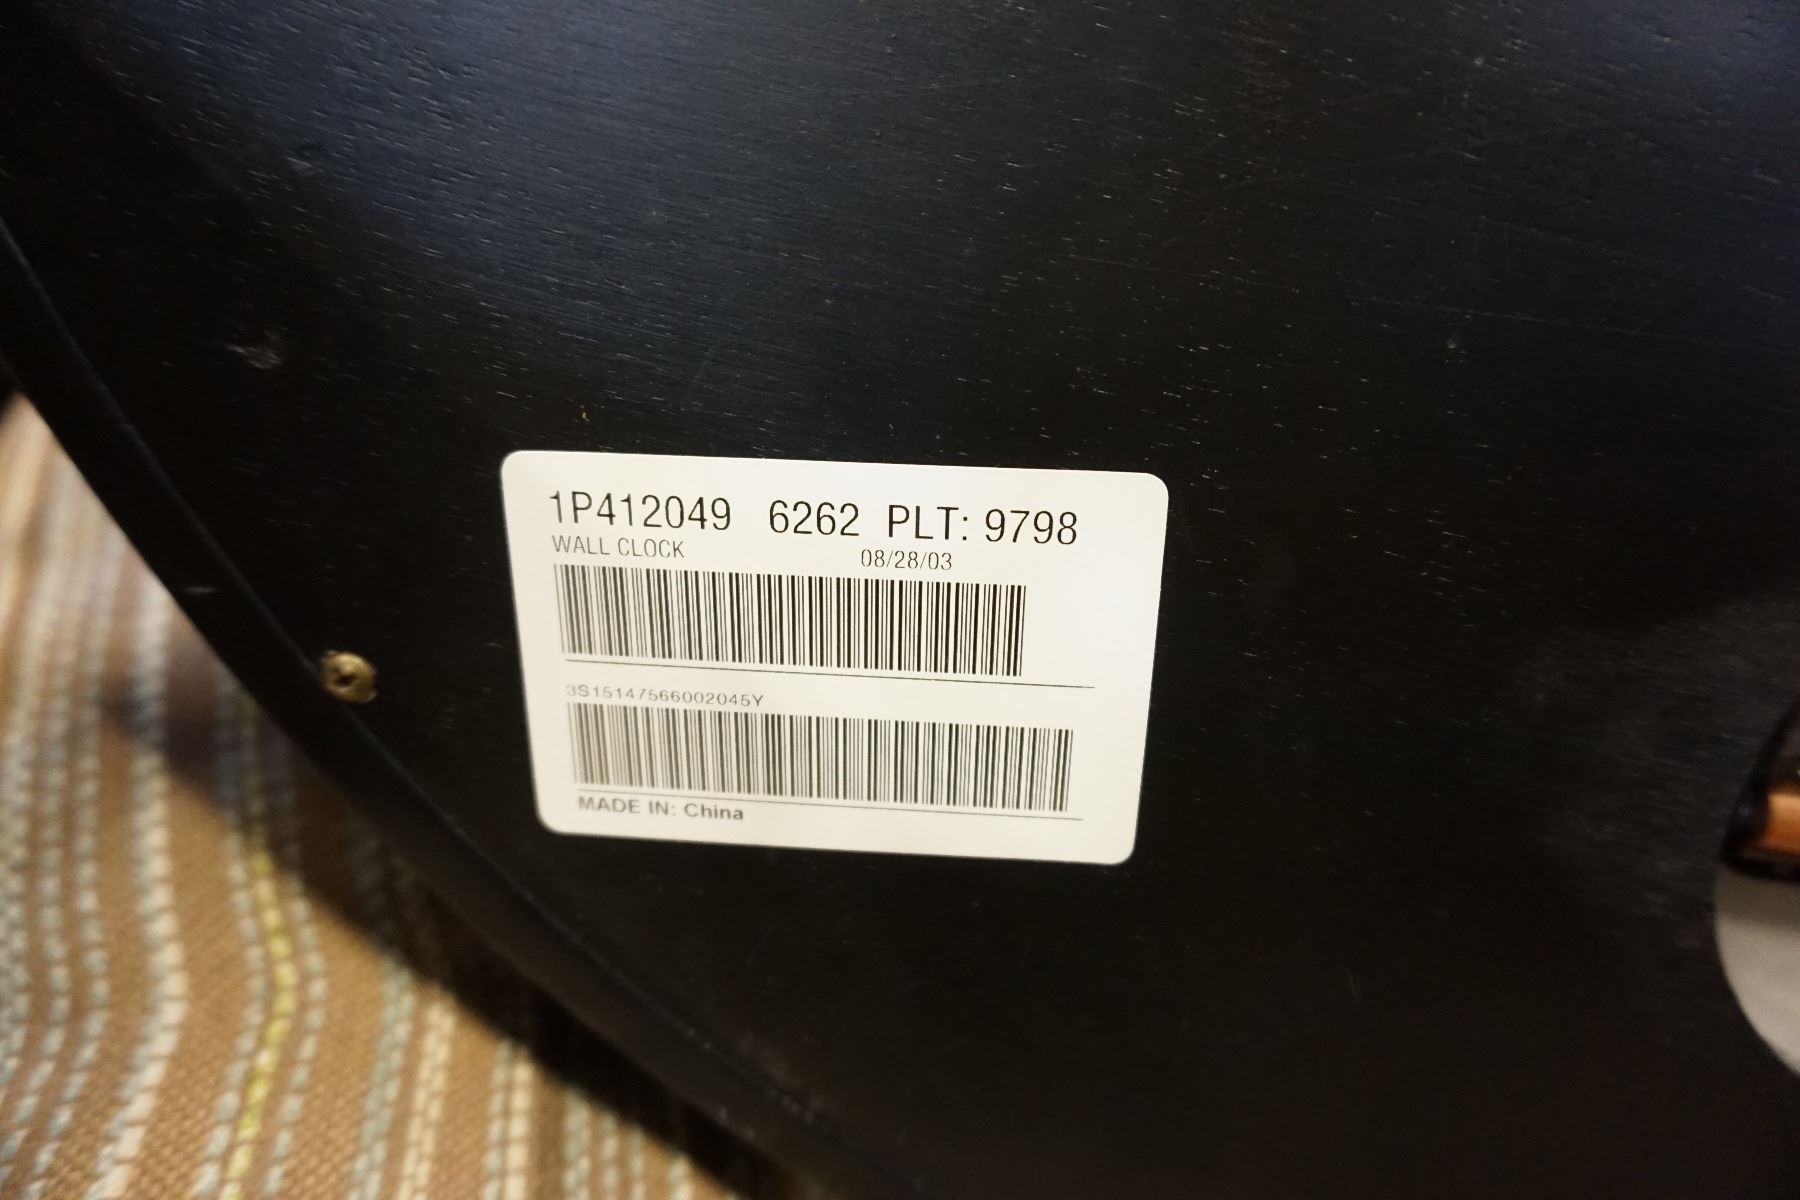 1P412049 6262 PLT: 9798
WALL CLOCK 08/28/03
3S15147566002045Y
MADE IN: China